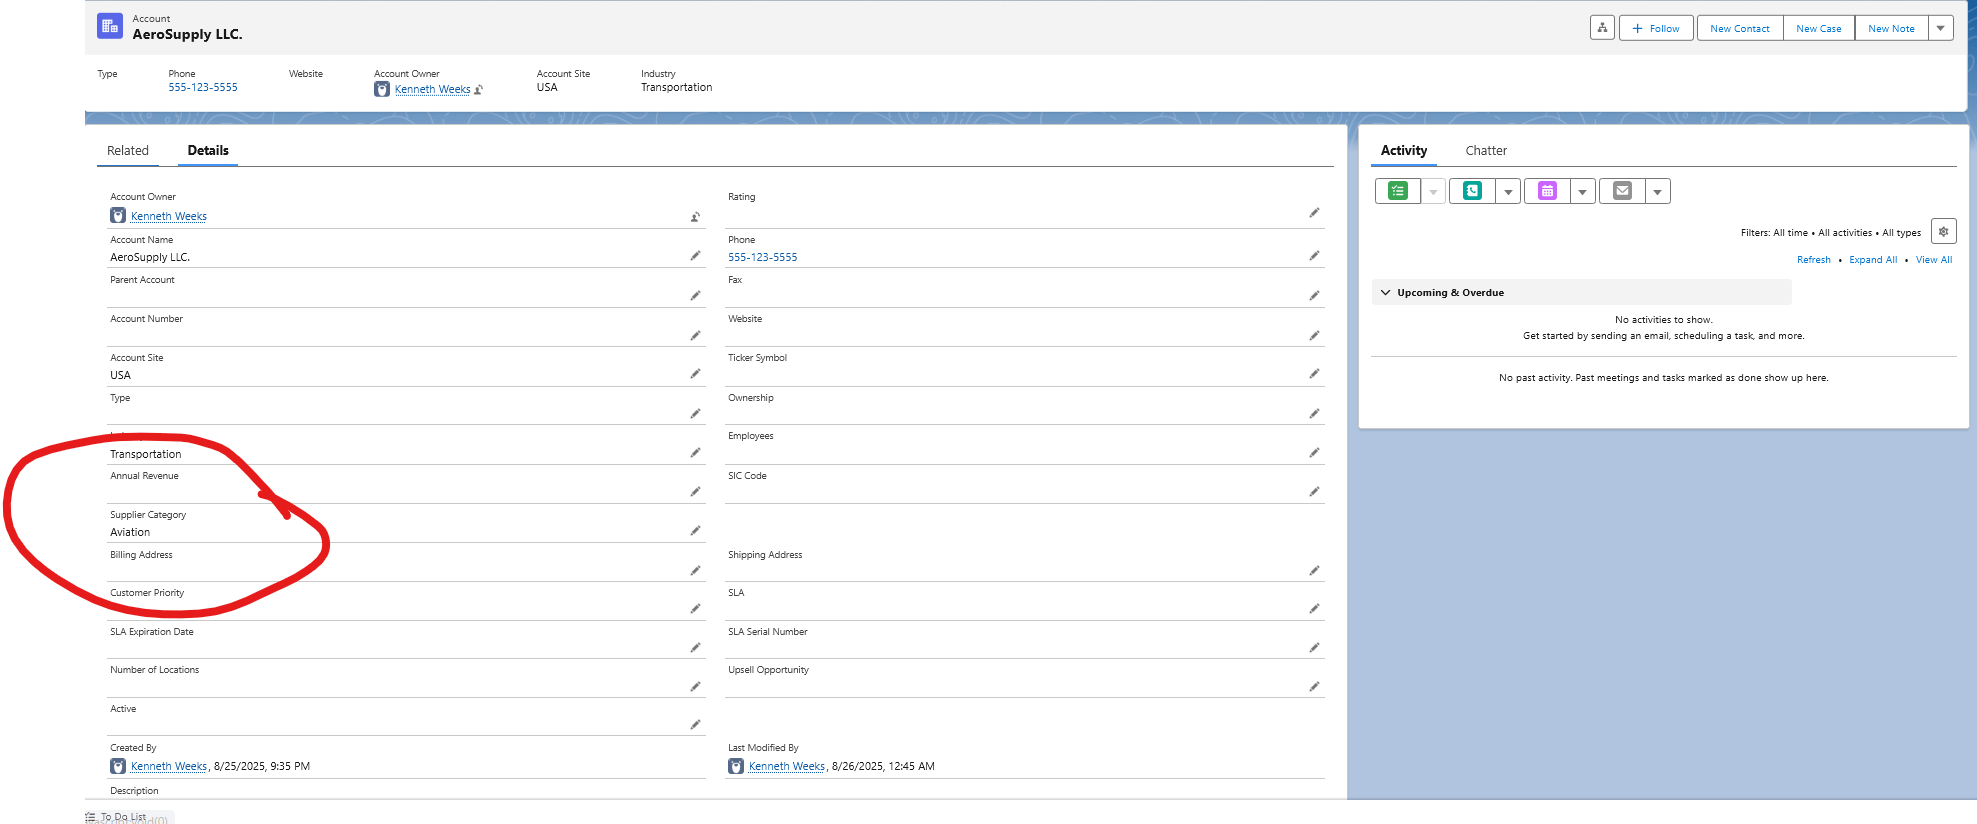 Account
AeroSupply LLC.
Follow
New Contact
New Case
New Note
Type
Phone
555-123-5555
Website
Account Owner
Kenneth Weeks
Account Site
USA
Industry
Transportation
Related
Details
Account Owner
Kenneth Weeks
Rating
Account Name
AeroSupply LLC.
Phone
555-123-5555
Parent Account
Fax
Account Number
Website
Account Site
USA
Ticker Symbol
Type
Ownership
Transportation
Employees
Annual Revenue
SIC Code
Supplier Category
Aviation
Billing Address
Shipping Address
Customer Priority
SLA
SLA Expiration Date
SLA Serial Number
Number of Locations
Upsell Opportunity
Active
Created By
Kenneth Weeks, 8/25/2025, 9:35 PM
Last Modified By
Kenneth Weeks, 8/26/2025, 12:45 AM
Description
To Do List
Activity
Chatter
Filters: All time • All activities • All types
Refresh • Expand All • View All
Upcoming & Overdue
No activities to show.
Get started by sending an email, scheduling a task, and more.
No past activity. Past meetings and tasks marked as done show up here.